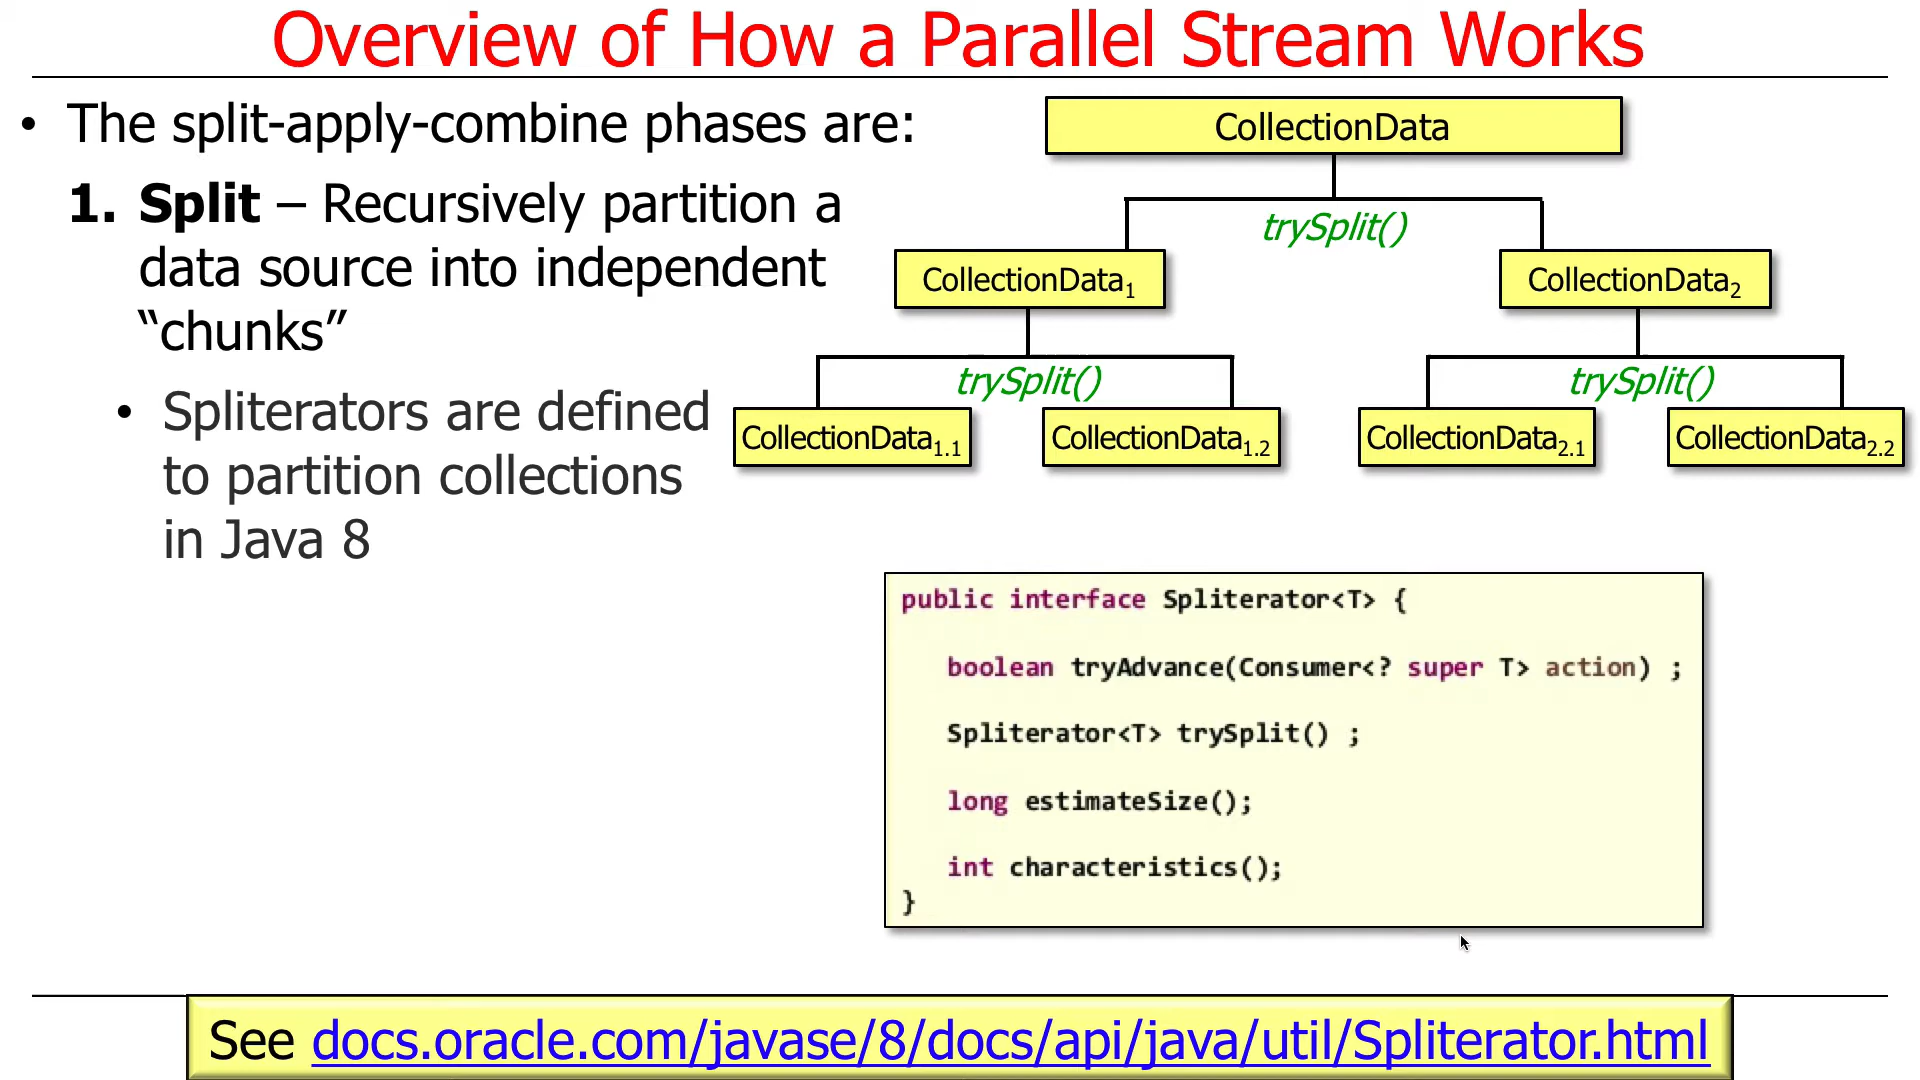 Overview of How a Parallel Stream Works
• The split-apply-combine phases are:
1. Split – Recursively partition a
data source into independent
“chunks”
• Spliterators are defined
to partition collections
in Java 8
CollectionData
trySplit()
CollectionData1
CollectionData2
trySplit()
trySplit()
CollectionData1.1
CollectionData1.2
CollectionData2.1
CollectionData2.2
public interface Spliterator<T> {
boolean tryAdvance(Consumer<? super T> action) ;
Spliterator<T> trySplit() ;
long estimateSize();
int characteristics();
}
See docs.oracle.com/javase/8/docs/api/java/util/Spliterator.html